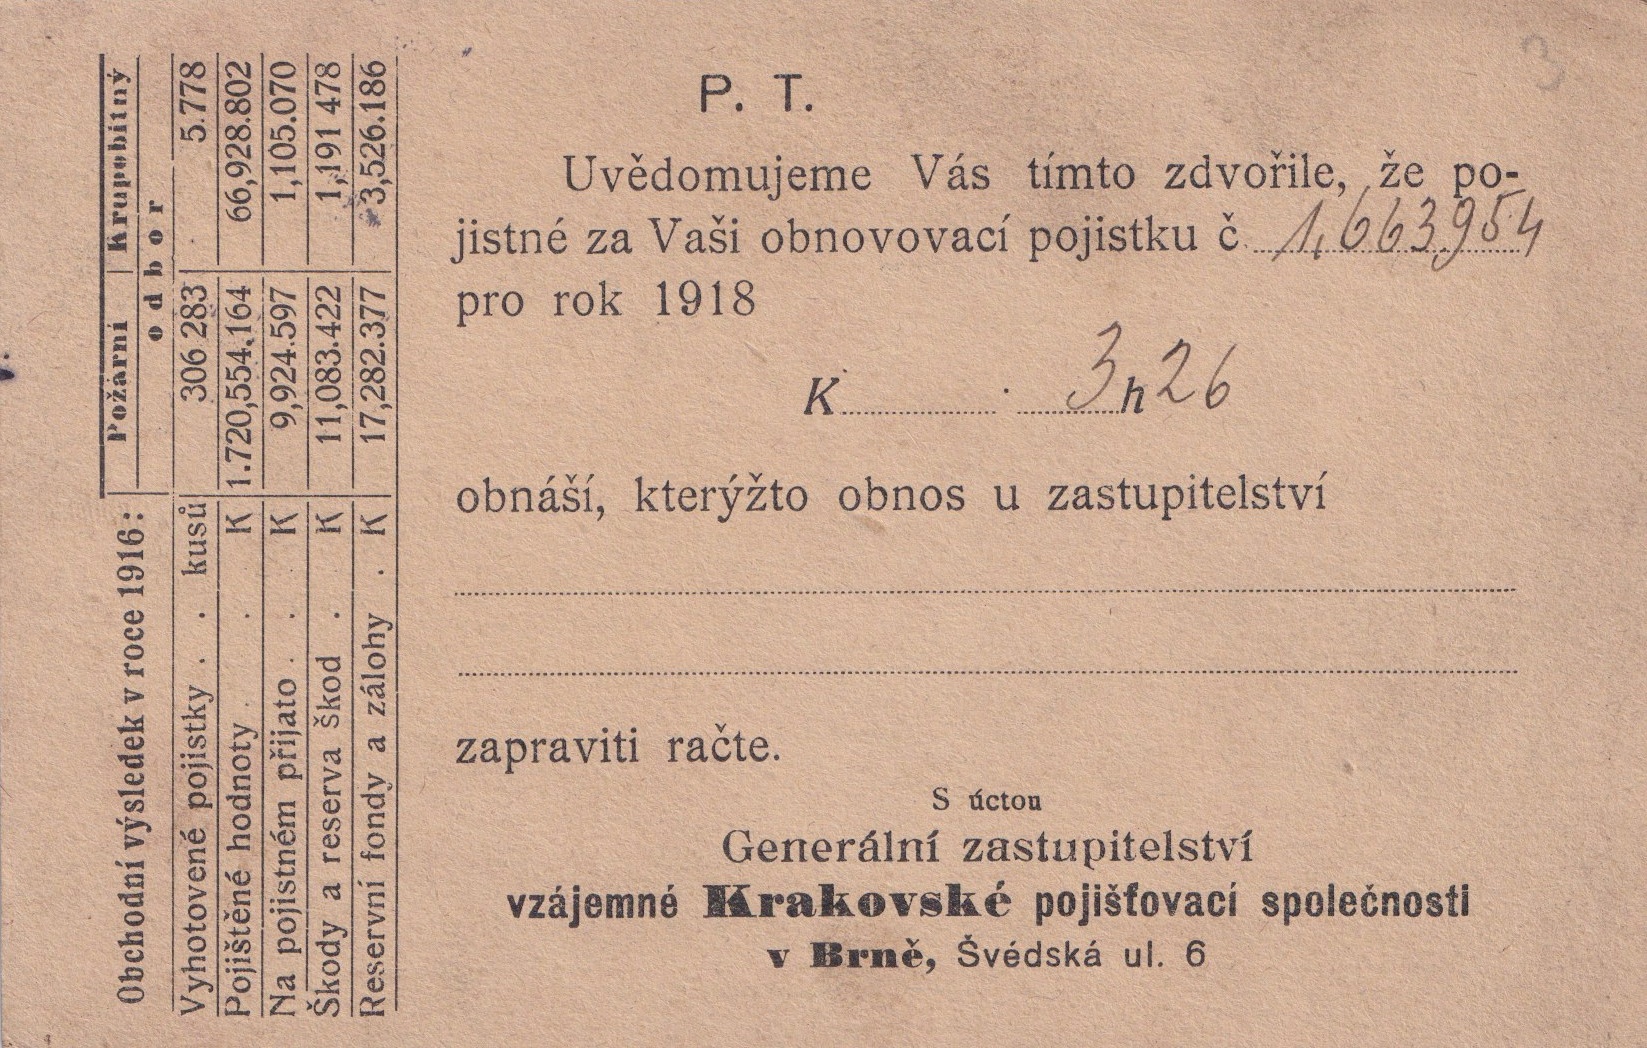 P. T.
Uvědomujeme Vás tímto zdvořile, že po-
jistné za Vaši obnovovací pojistku č. 1,663.954
pro rok 1918
K 3 h 26
obnáší, kterýžto obnos u zastupitelství
zapraviti račte.
S úctou
Generální zastupitelství
vzájemné Krakovské pojišťovací společnosti
v Brně, Švédská ul. 6
Obchodní výsledek v roce 1916: Požární Krupobitný
odbor
Vyhotovené pojistky . . kusů 306 283 5.778
Pojištěné hodnoty . . K 1.720,554.164 66,928.802
Na pojistném přijato . . K 9,924.597 1,105.070
Škody a reserva škod . K 11,083.422 1,191 478
Reservní fondy a zálohy . K 17,282.377 3,526.186
3